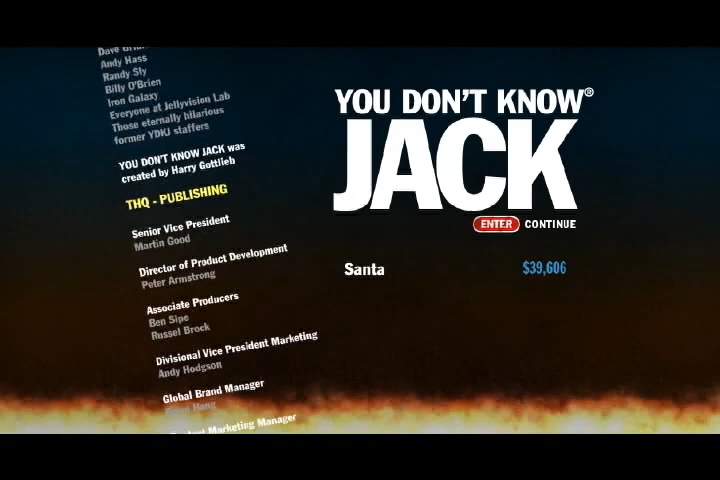 Andy Hass
Randy Sly
Billy O'Brien
Iron Galaxy
Everyone at Jellyvision Lab
Those eternally hilarious
former YDKJ staffers
YOU DON'T KNOW JACK was
created by Harry Gottlieb
THQ - PUBLISHING
Senior Vice President
Martin Good
Director of Product Development
Peter Armstrong
Associate Producers
Ben Sipe
Russel Brock
Divisional Vice President Marketing
Andy Hodgson
Global Brand Manager
Marketing Manager
YOU DON'T KNOW®
JACK
ENTER CONTINUE
Santa $39,606